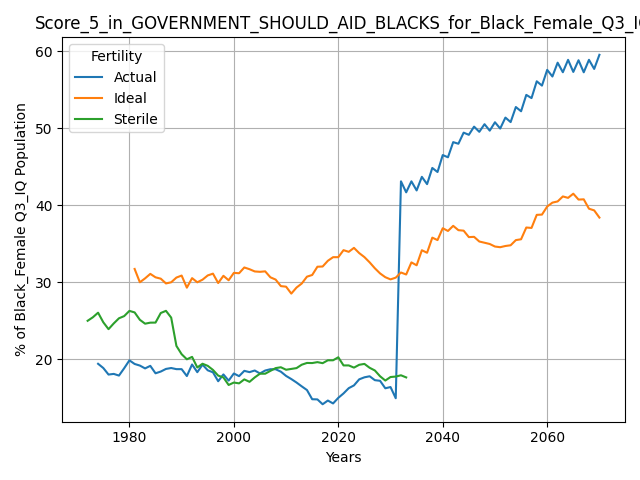 Score_5_in_GOVERNMENT_SHOULD_AID_BLACKS_for_Black_Female_Q3_IQ
Fertility
Actual
Ideal
Sterile
% of Black_Female Q3_IQ Population
60
50
40
30
20
1980 2000 2020 2040 2060
Years